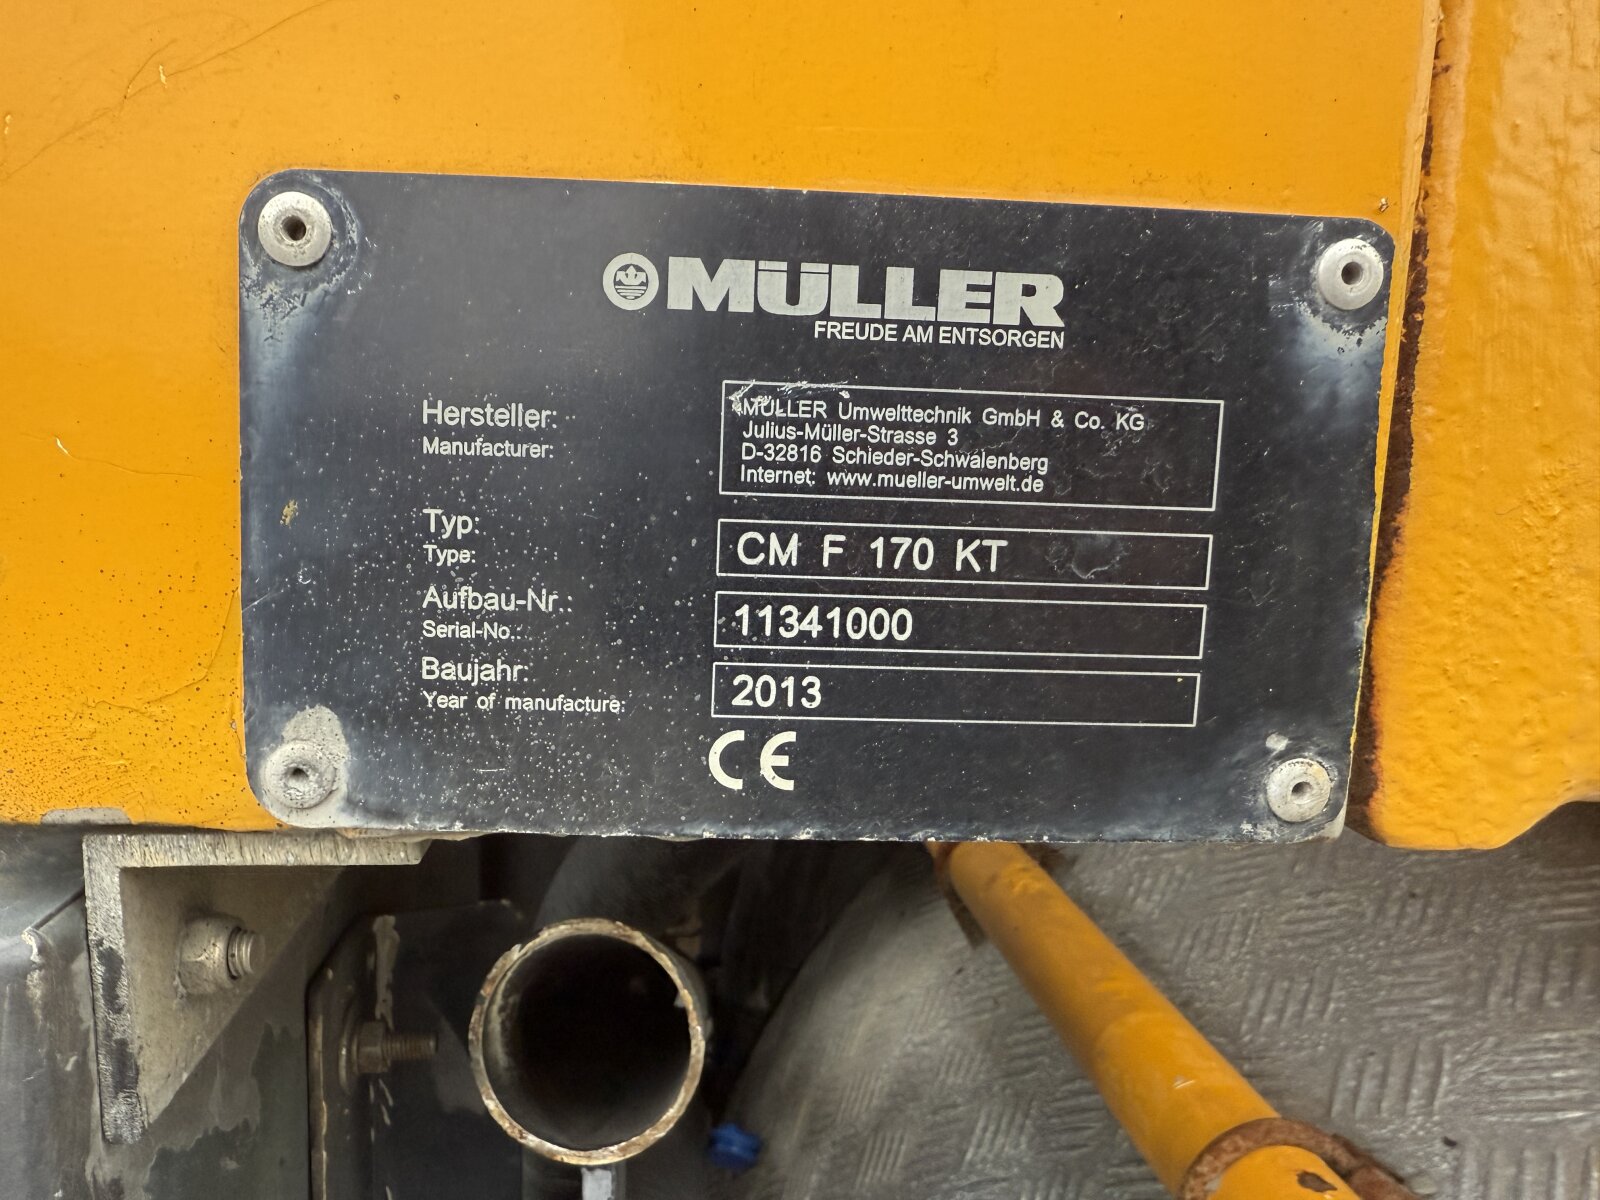 MÜLLER
FREUDE AM ENTSORGEN
Hersteller:
Manufacturer:
MÜLLER Umwelttechnik GmbH & Co. KG
Julius-Müller-Strasse 3
D-32816 Schieder-Schwalenberg
Internet: www.mueller-umwelt.de
Typ:
Type:
CM F 170 KT
Aufbau-Nr.:
Serial-No.:
11341000
Baujahr:
Year of manufacture:
2013
CE